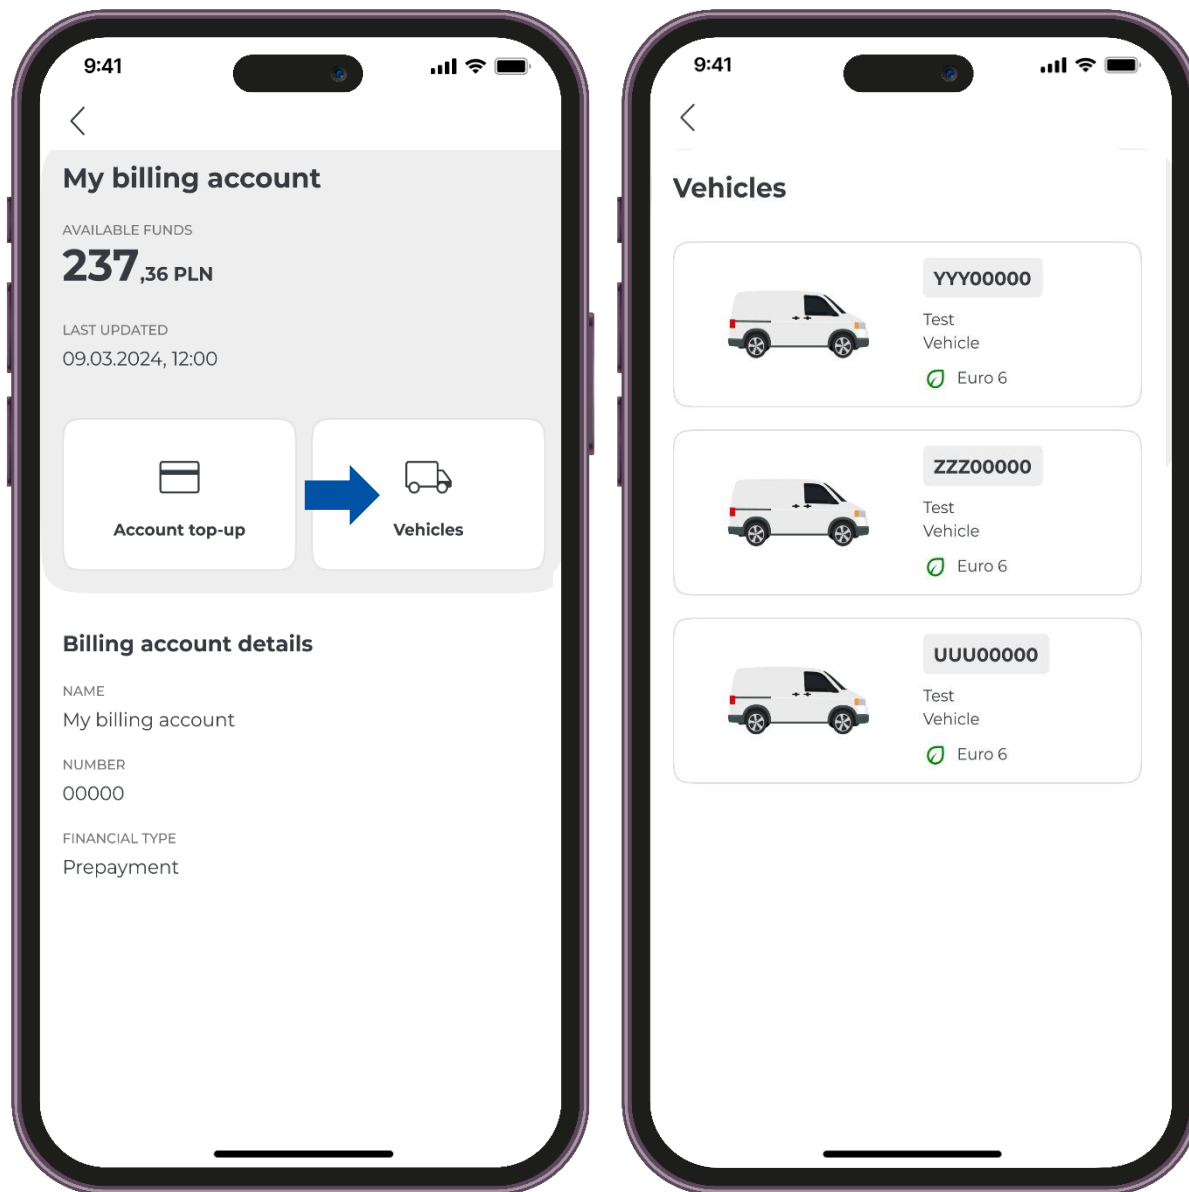 9:41
My billing account
AVAILABLE FUNDS
237,36 PLN
LAST UPDATED
09.03.2024, 12:00
Account top-up
Vehicles
Billing account details
NAME
My billing account
NUMBER
00000
FINANCIAL TYPE
Prepayment
9:41
Vehicles
YYY00000
Test
Vehicle
Euro 6
ZZZ00000
Test
Vehicle
Euro 6
UUU00000
Test
Vehicle
Euro 6